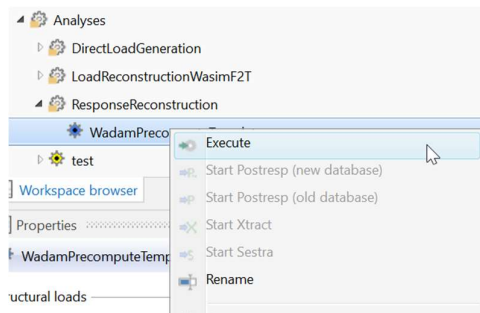 Analyses
DirectLoadGeneration
LoadReconstructionWasimF2T
ResponseReconstruction
WadamPreco
test
Workspace browser
Properties
WadamPrecomputeTemp
uctural loads
Execute
Start Postresp (new database)
Start Postresp (old database)
Start Xtract
Start Sestra
Rename